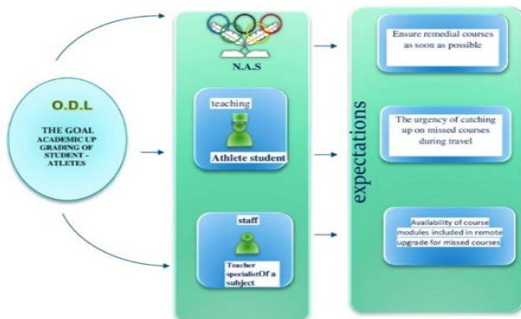 O.D.L
THE GOAL
ACADEMIC UP
GRADING OF
STUDENT -
ATLETES
N.A.S
teaching
Athlete student
staff
Teacher
specialistOf a
subject
expectations
Ensure remedial courses
as soon as possible
The urgency of catching
up on missed courses
during travel
Availability of course
modules included in remote
upgrade for missed courses